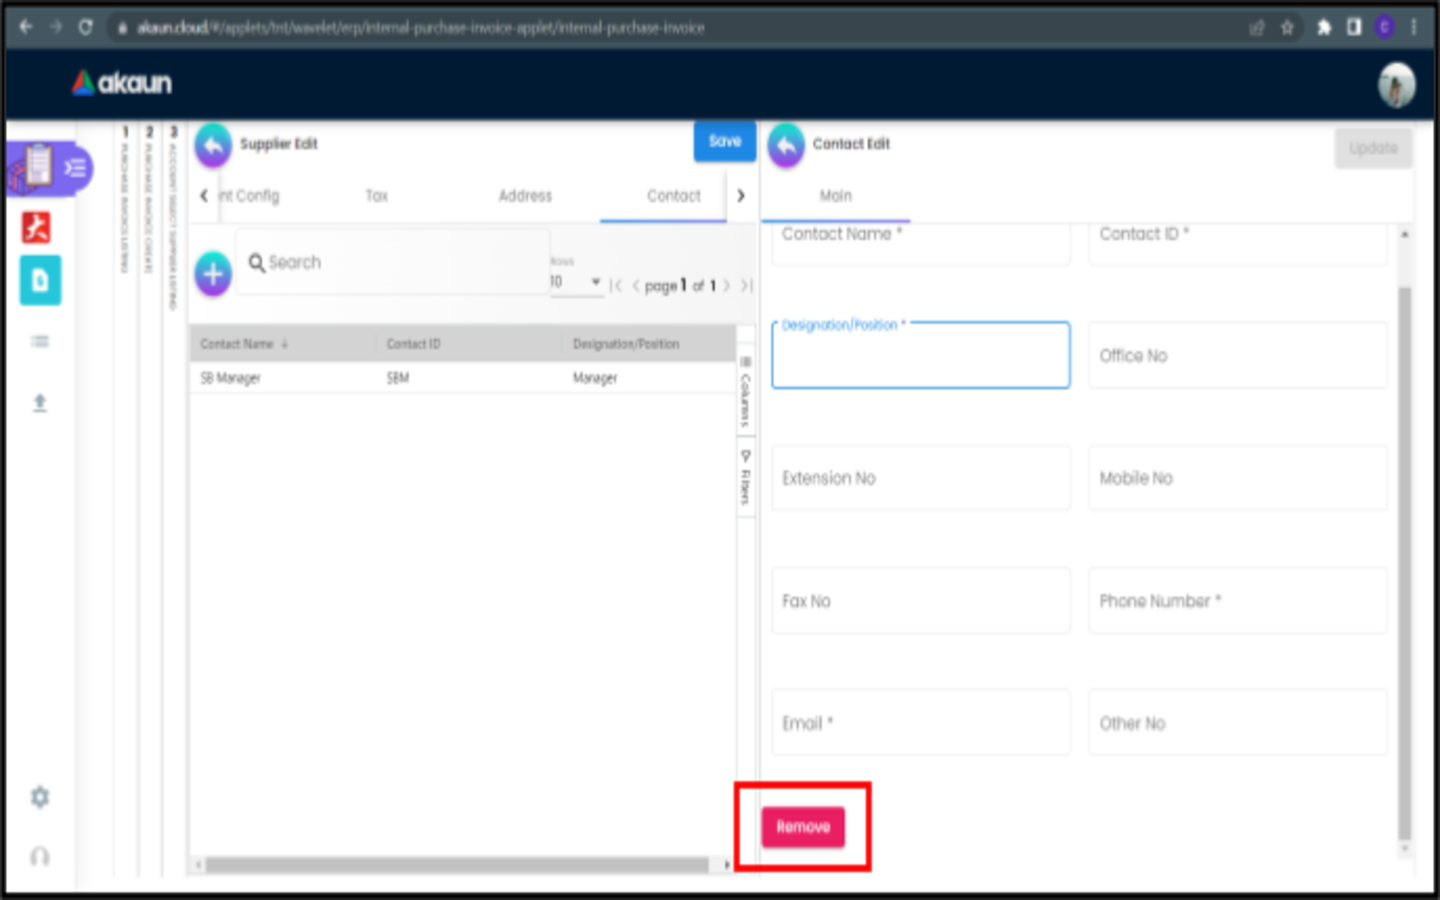 akaun.cloud/#/applets/tnt/wavelet/erp/internal-purchase-invoice-applet/internal-purchase-invoice
C
akaun
1 PURCHASE INVOICE LISTING
2 PURCHASE INVOICE CREATE
3 ACCOUNT SELECT SUPPLIER LISTING
Supplier Edit
Save
nt Config
Tax
Address
Contact
Search
Rows
10
page 1 of 1
Contact Name
Contact ID
Designation/Position
SB Manager
SBM
Manager
Columns
Filters
Contact Edit
Update
Main
Contact Name *
Contact ID *
Designation/Position *
Office No
Extension No
Mobile No
Fax No
Phone Number *
Email *
Other No
Remove